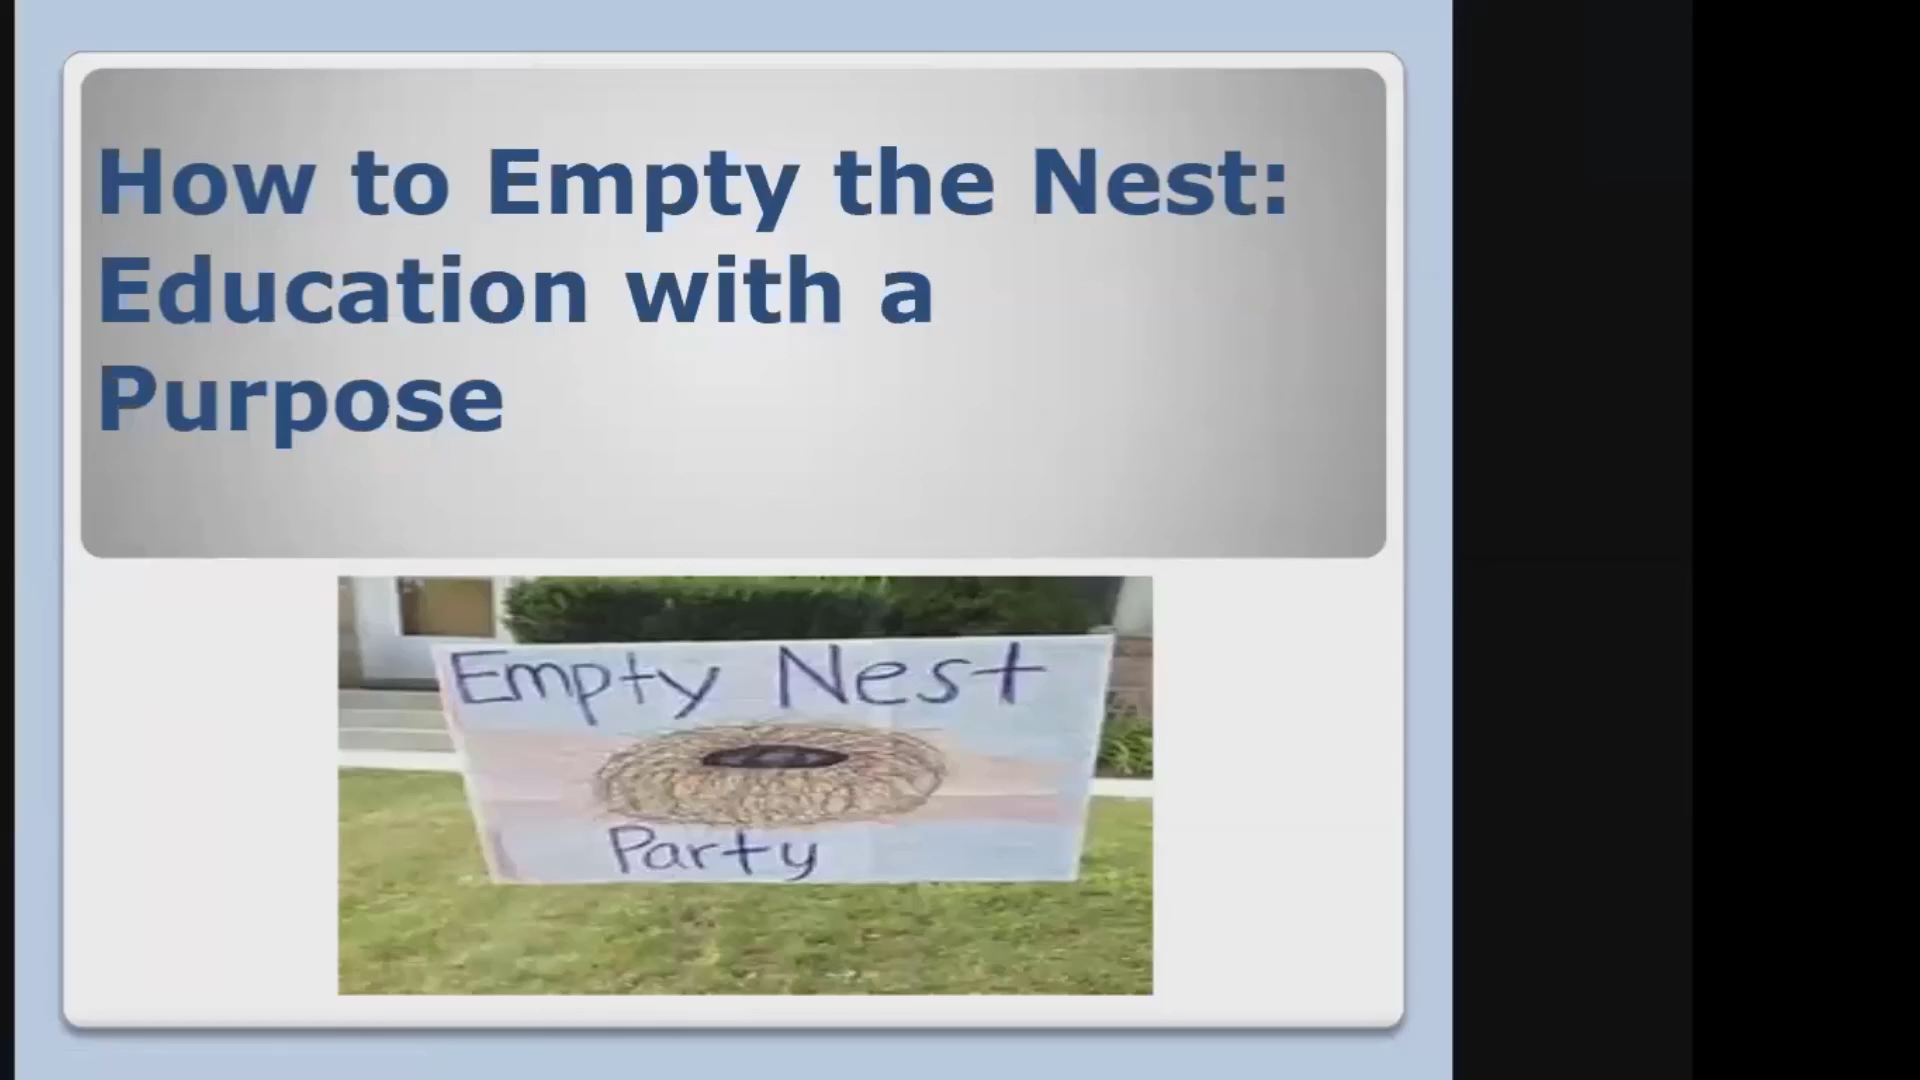 How to Empty the Nest:
Education with a
Purpose
Empty Nest
Party